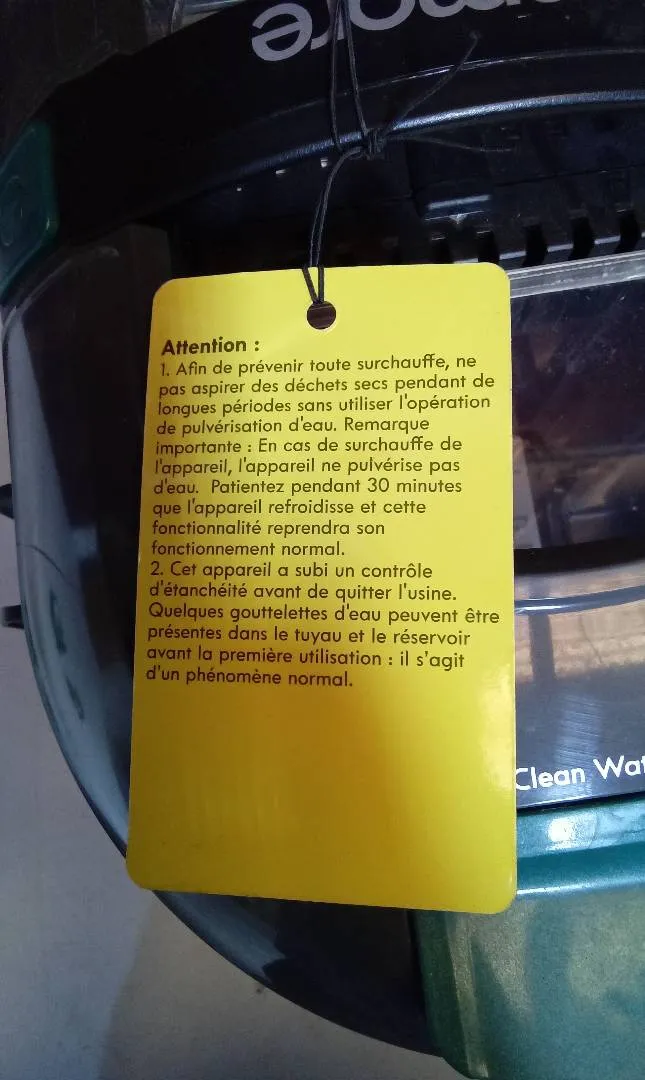 Attention :
1. Afin de prévenir toute surchauffe, ne
pas aspirer des déchets secs pendant de
longues périodes sans utiliser l'opération
de pulvérisation d'eau. Remarque
importante : En cas de surchauffe de
l'appareil, l'appareil ne pulvérise pas
d'eau. Patientez pendant 30 minutes
que l'appareil refroidisse et cette
fonctionnalité reprendra son
fonctionnement normal.
2. Cet appareil a subi un contrôle
d'étanchéité avant de quitter l'usine.
Quelques gouttelettes d'eau peuvent être
présentes dans le tuyau et le réservoir
avant la première utilisation : il s'agit
d'un phénomène normal.
Clean